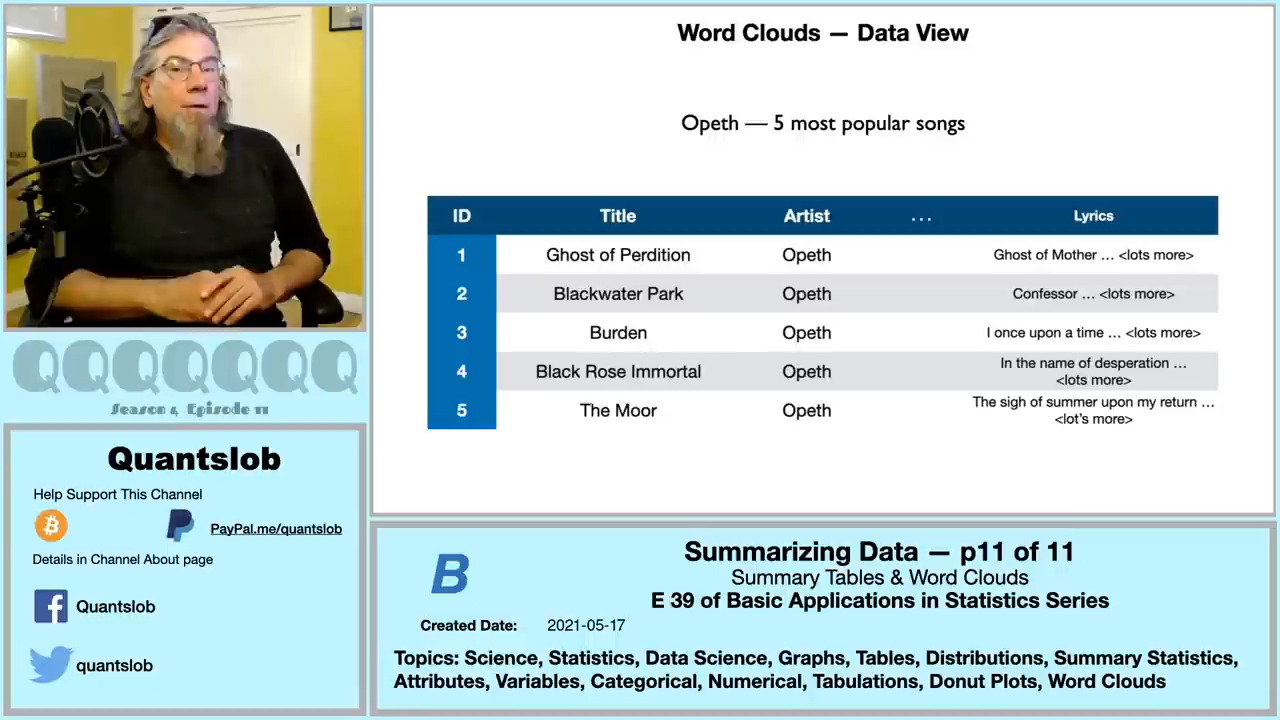 Word Clouds — Data View
Opeth — 5 most popular songs
ID Title Artist ... Lyrics
1 Ghost of Perdition Opeth Ghost of Mother ... <lots more>
2 Blackwater Park Opeth Confessor ... <lots more>
3 Burden Opeth I once upon a time ... <lots more>
4 Black Rose Immortal Opeth In the name of desperation ...
<lots more>
5 The Moor Opeth The sigh of summer upon my return ...
<lot's more>
QQQQQQQ
Season 4, Episode 11
Quantslob
Help Support This Channel
PayPal.me/quantslob
Details in Channel About page
Quantslob
quantslob
B
Summarizing Data — p11 of 11
Summary Tables & Word Clouds
E 39 of Basic Applications in Statistics Series
Created Date: 2021-05-17
Topics: Science, Statistics, Data Science, Graphs, Tables, Distributions, Summary Statistics,
Attributes, Variables, Categorical, Numerical, Tabulations, Donut Plots, Word Clouds